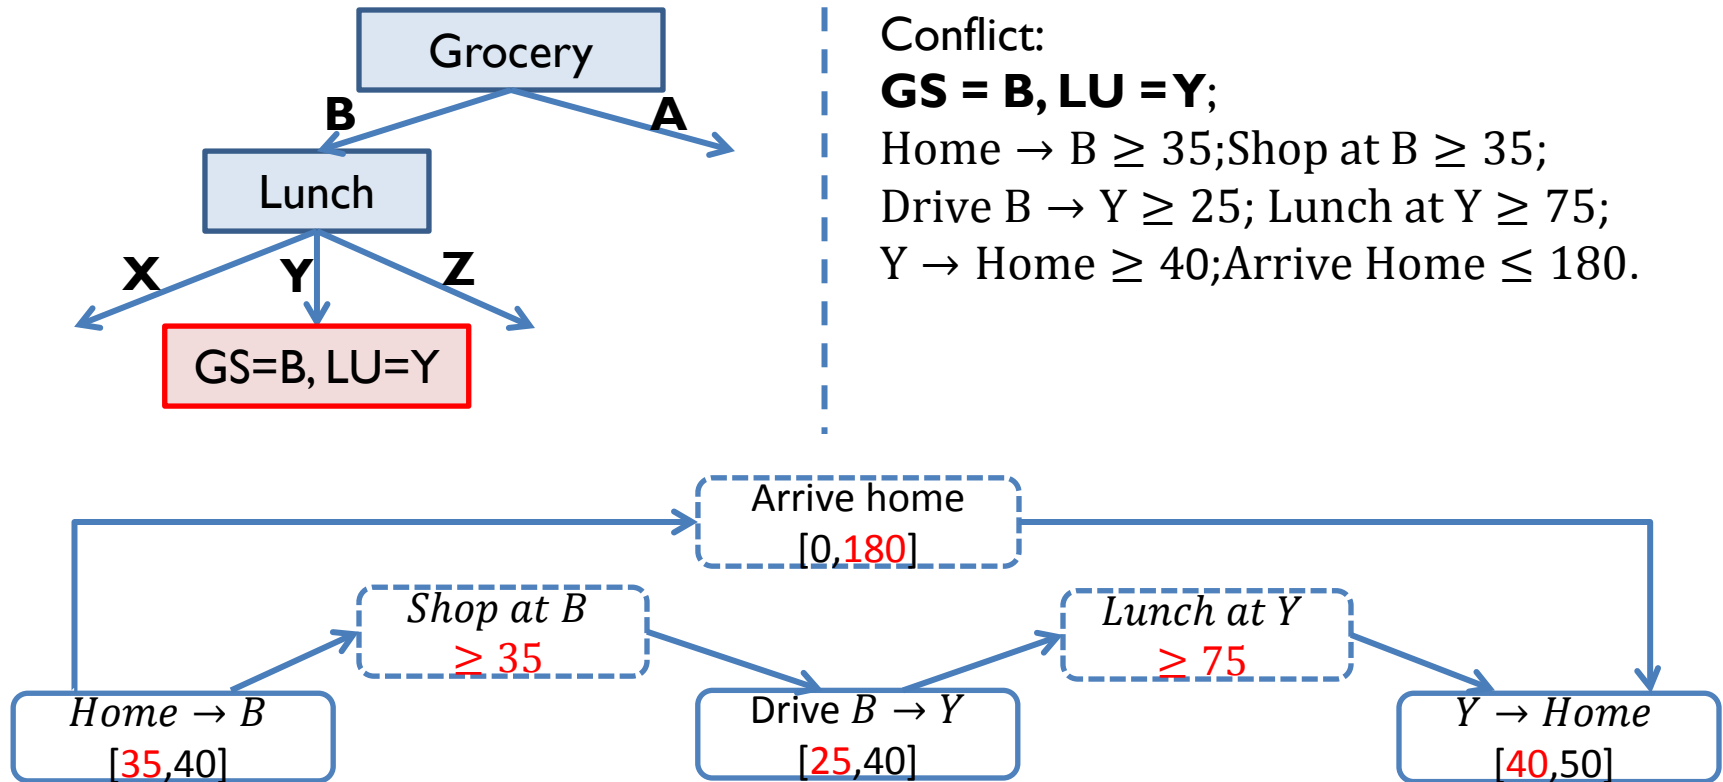 Grocery
B
A
Lunch
X
Y
Z
GS=B, LU=Y
Conflict:
GS = B, LU = Y;
Home → B ≥ 35;Shop at B ≥ 35;
Drive B → Y ≥ 25; Lunch at Y ≥ 75;
Y → Home ≥ 40;Arrive Home ≤ 180.
Arrive home
[0,180]
Shop at B
≥ 35
Lunch at Y
≥ 75
Home → B
[35,40]
Drive B → Y
[25,40]
Y → Home
[40,50]